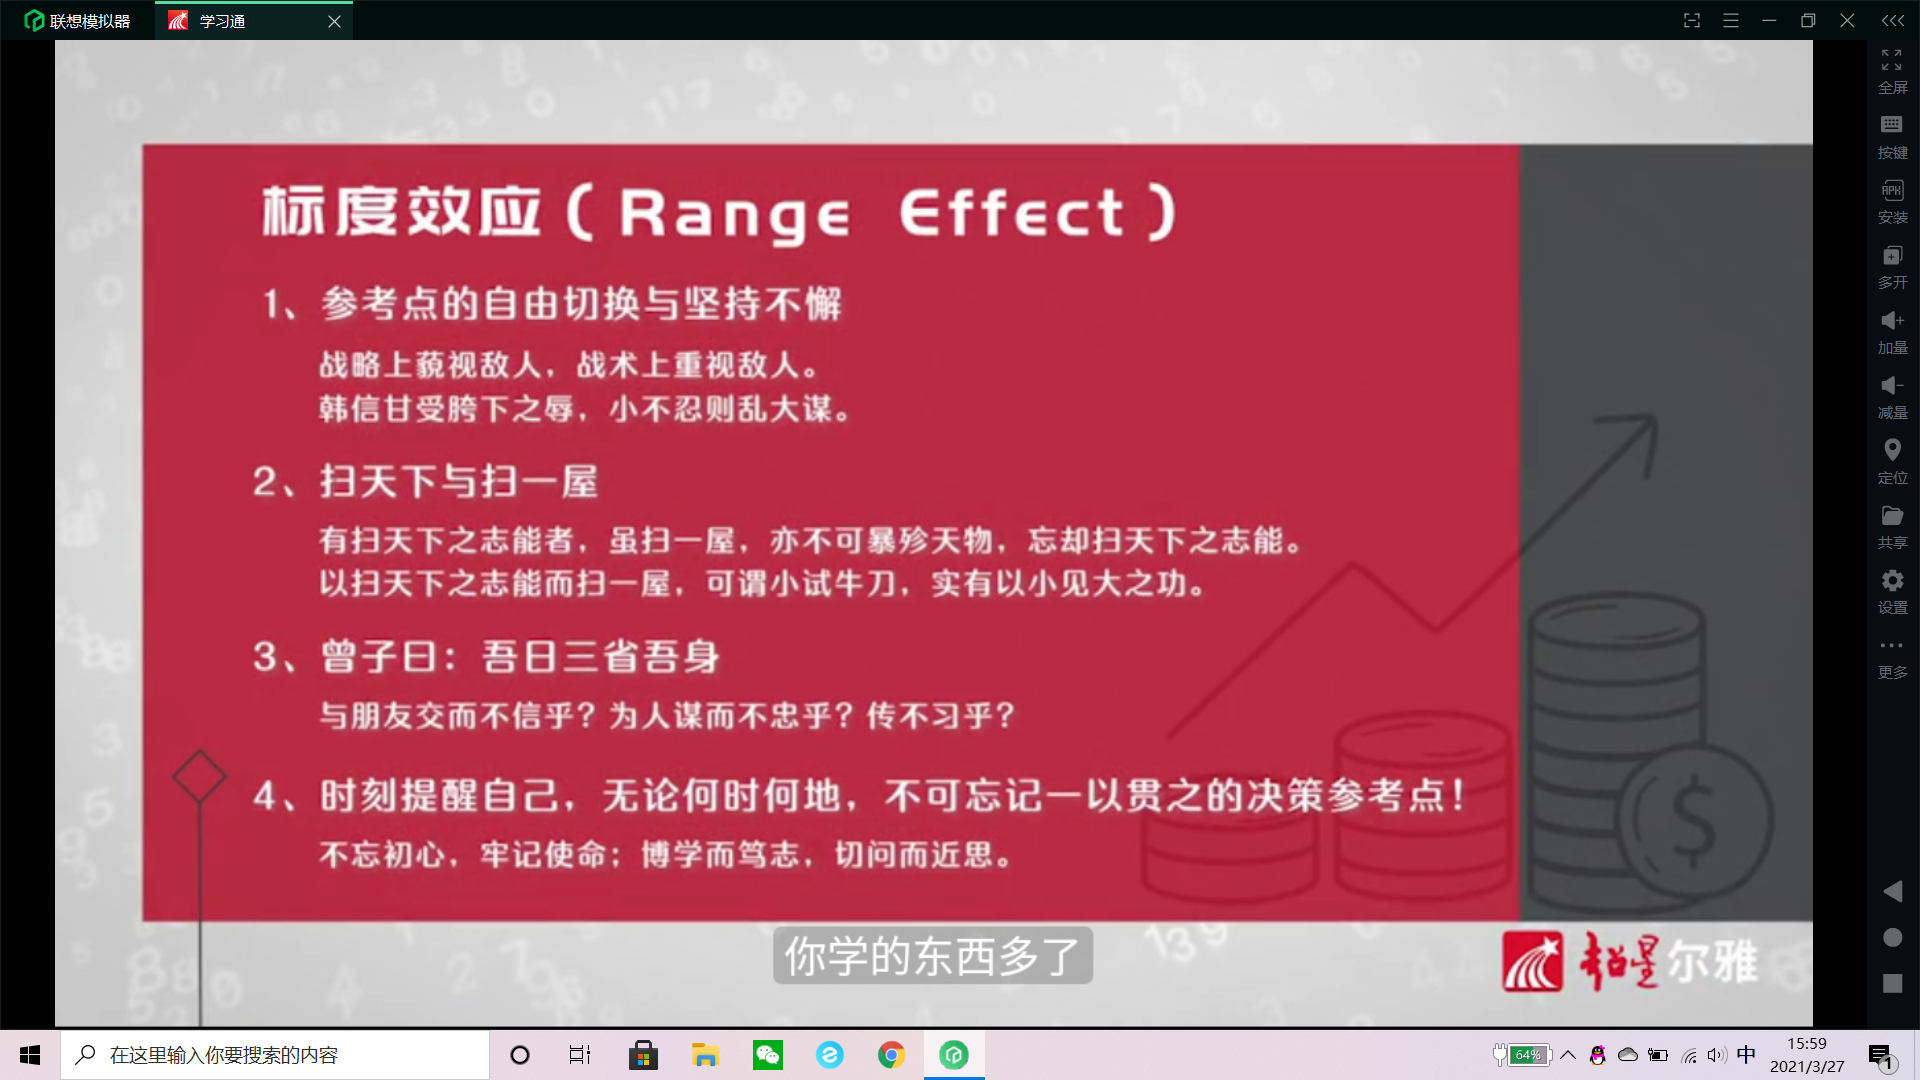 联想模拟器
学习通
标度效应（Range Effect）
1、参考点的自由切换与坚持不懈
战略上藐视敌人，战术上重视敌人。
韩信甘受胯下之辱，小不忍则乱大谋。
2、扫天下与扫一屋
有扫天下之志能者，虽扫一屋，亦不可暴殄天物，忘却扫天下之志能。
以扫天下之志能而扫一屋，可谓小试牛刀，实有以小见大之功。
3、曾子曰：吾日三省吾身
与朋友交而不信乎？为人谋而不忠乎？传不习乎？
4、时刻提醒自己，无论何时何地，不可忘记一以贯之的决策参考点！
不忘初心，牢记使命；博学而笃志，切问而近思。
你学的东西多了
超星尔雅
全屏
按键
APK
安装
多开
加量
减量
定位
共享
设置
更多
在这里输入你要搜索的内容
64%
中
15:59
2021/3/27
1